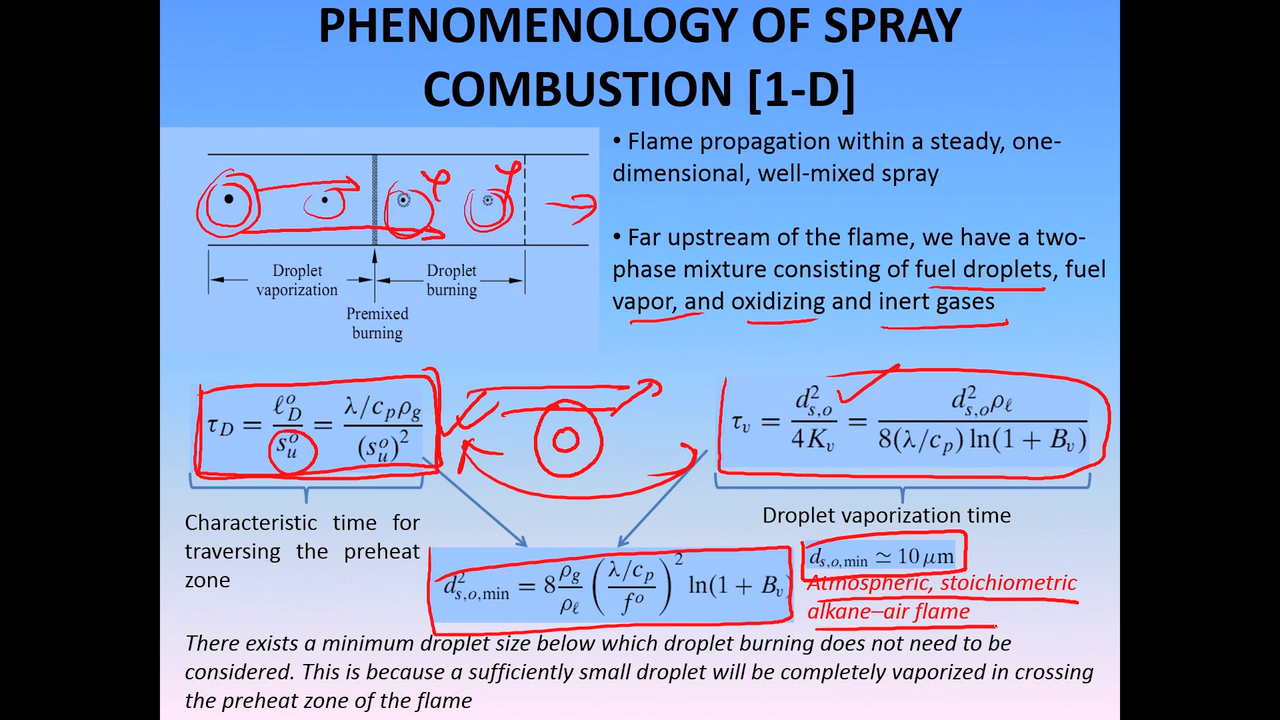 PHENOMENOLOGY OF SPRAY
COMBUSTION [1-D]
• Flame propagation within a steady, one-
dimensional, well-mixed spray
• Far upstream of the flame, we have a two-
phase mixture consisting of fuel droplets, fuel
vapor, and oxidizing and inert gases
Droplet
vaporization
Droplet
burning
Premixed
burning
τ_D = ℓ_D^o / s_u^o = (λ/c_p ρ_g) / (s_u^o)^2
τ_v = d_{s,o}^2 / 4K_v = d_{s,o}^2 ρ_ℓ / 8(λ/c_p) ln(1 + B_v)
Characteristic time for
traversing the preheat
zone
Droplet vaporization time
d_{s,o,min}^2 = 8 (ρ_g / ρ_ℓ) ((λ/c_p) / f^o)^2 ln(1 + B_v)
d_{s,o,min} ≃ 10 μm
Atmospheric, stoichiometric
alkane–air flame
There exists a minimum droplet size below which droplet burning does not need to be
considered. This is because a sufficiently small droplet will be completely vaporized in crossing
the preheat zone of the flame